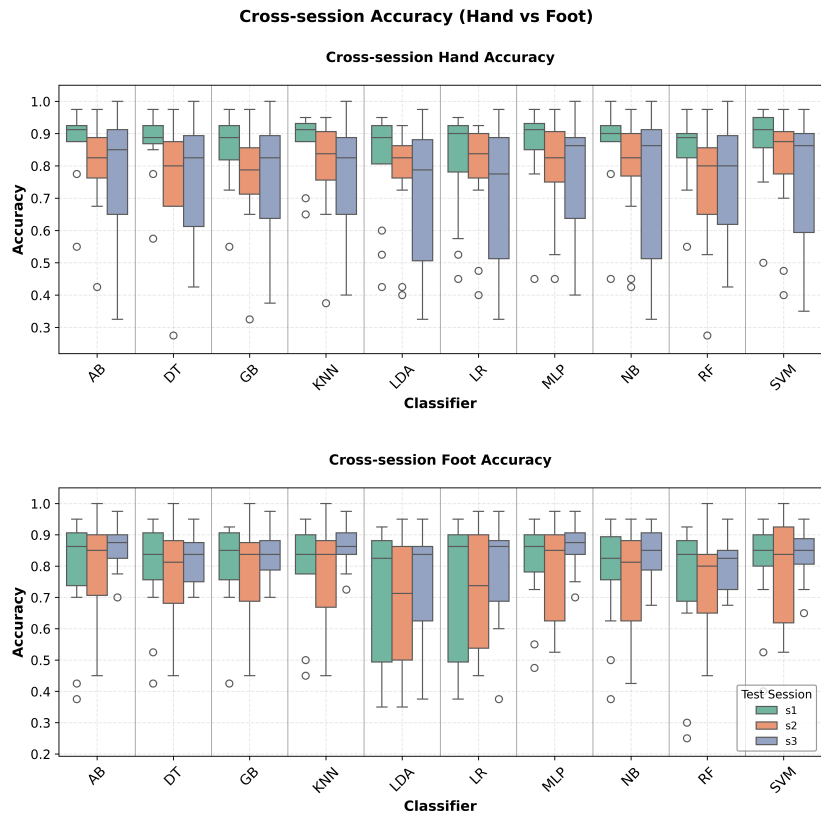 Cross-session Accuracy (Hand vs Foot)
Cross-session Hand Accuracy
1.0
0.9
0.8
0.7
0.6
0.5
0.4
0.3
Accuracy
AB DT GB KNN LDA LR MLP NB RF SVM
Classifier
Cross-session Foot Accuracy
1.0
0.9
0.8
0.7
0.6
0.5
0.4
0.3
0.2
Accuracy
Test Session
s1
s2
s3
AB DT GB KNN LDA LR MLP NB RF SVM
Classifier